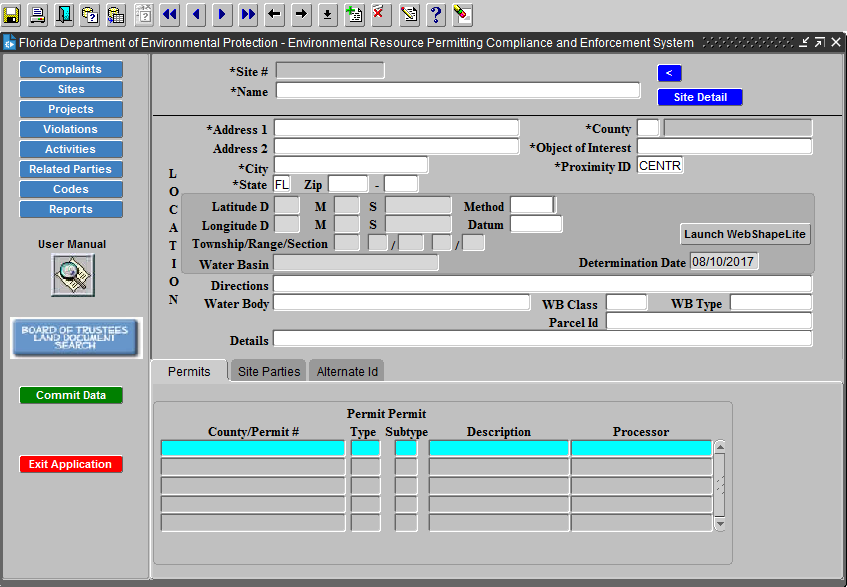 Florida Department of Environmental Protection - Environmental Resource Permitting Compliance and Enforcement System
Complaints
Sites
Projects
Violations
Activities
Related Parties
Codes
Reports
User Manual
BOARD OF TRUSTEES
LAND DOCUMENT
SEARCH
Commit Data
Exit Application
*Site #
<
*Name
Site Detail
LOCATION
*Address 1
*County
Address 2
*Object of Interest
*City
*Proximity ID CENTR
*State FL Zip -
Latitude D M S Method
Longitude D M S Datum
Township/Range/Section / /
Launch WebShapeLite
Water Basin
Determination Date 08/10/2017
Directions
Water Body WB Class WB Type
Parcel Id
Details
Permits Site Parties Alternate Id
Permit Permit
County/Permit # Type Subtype Description Processor